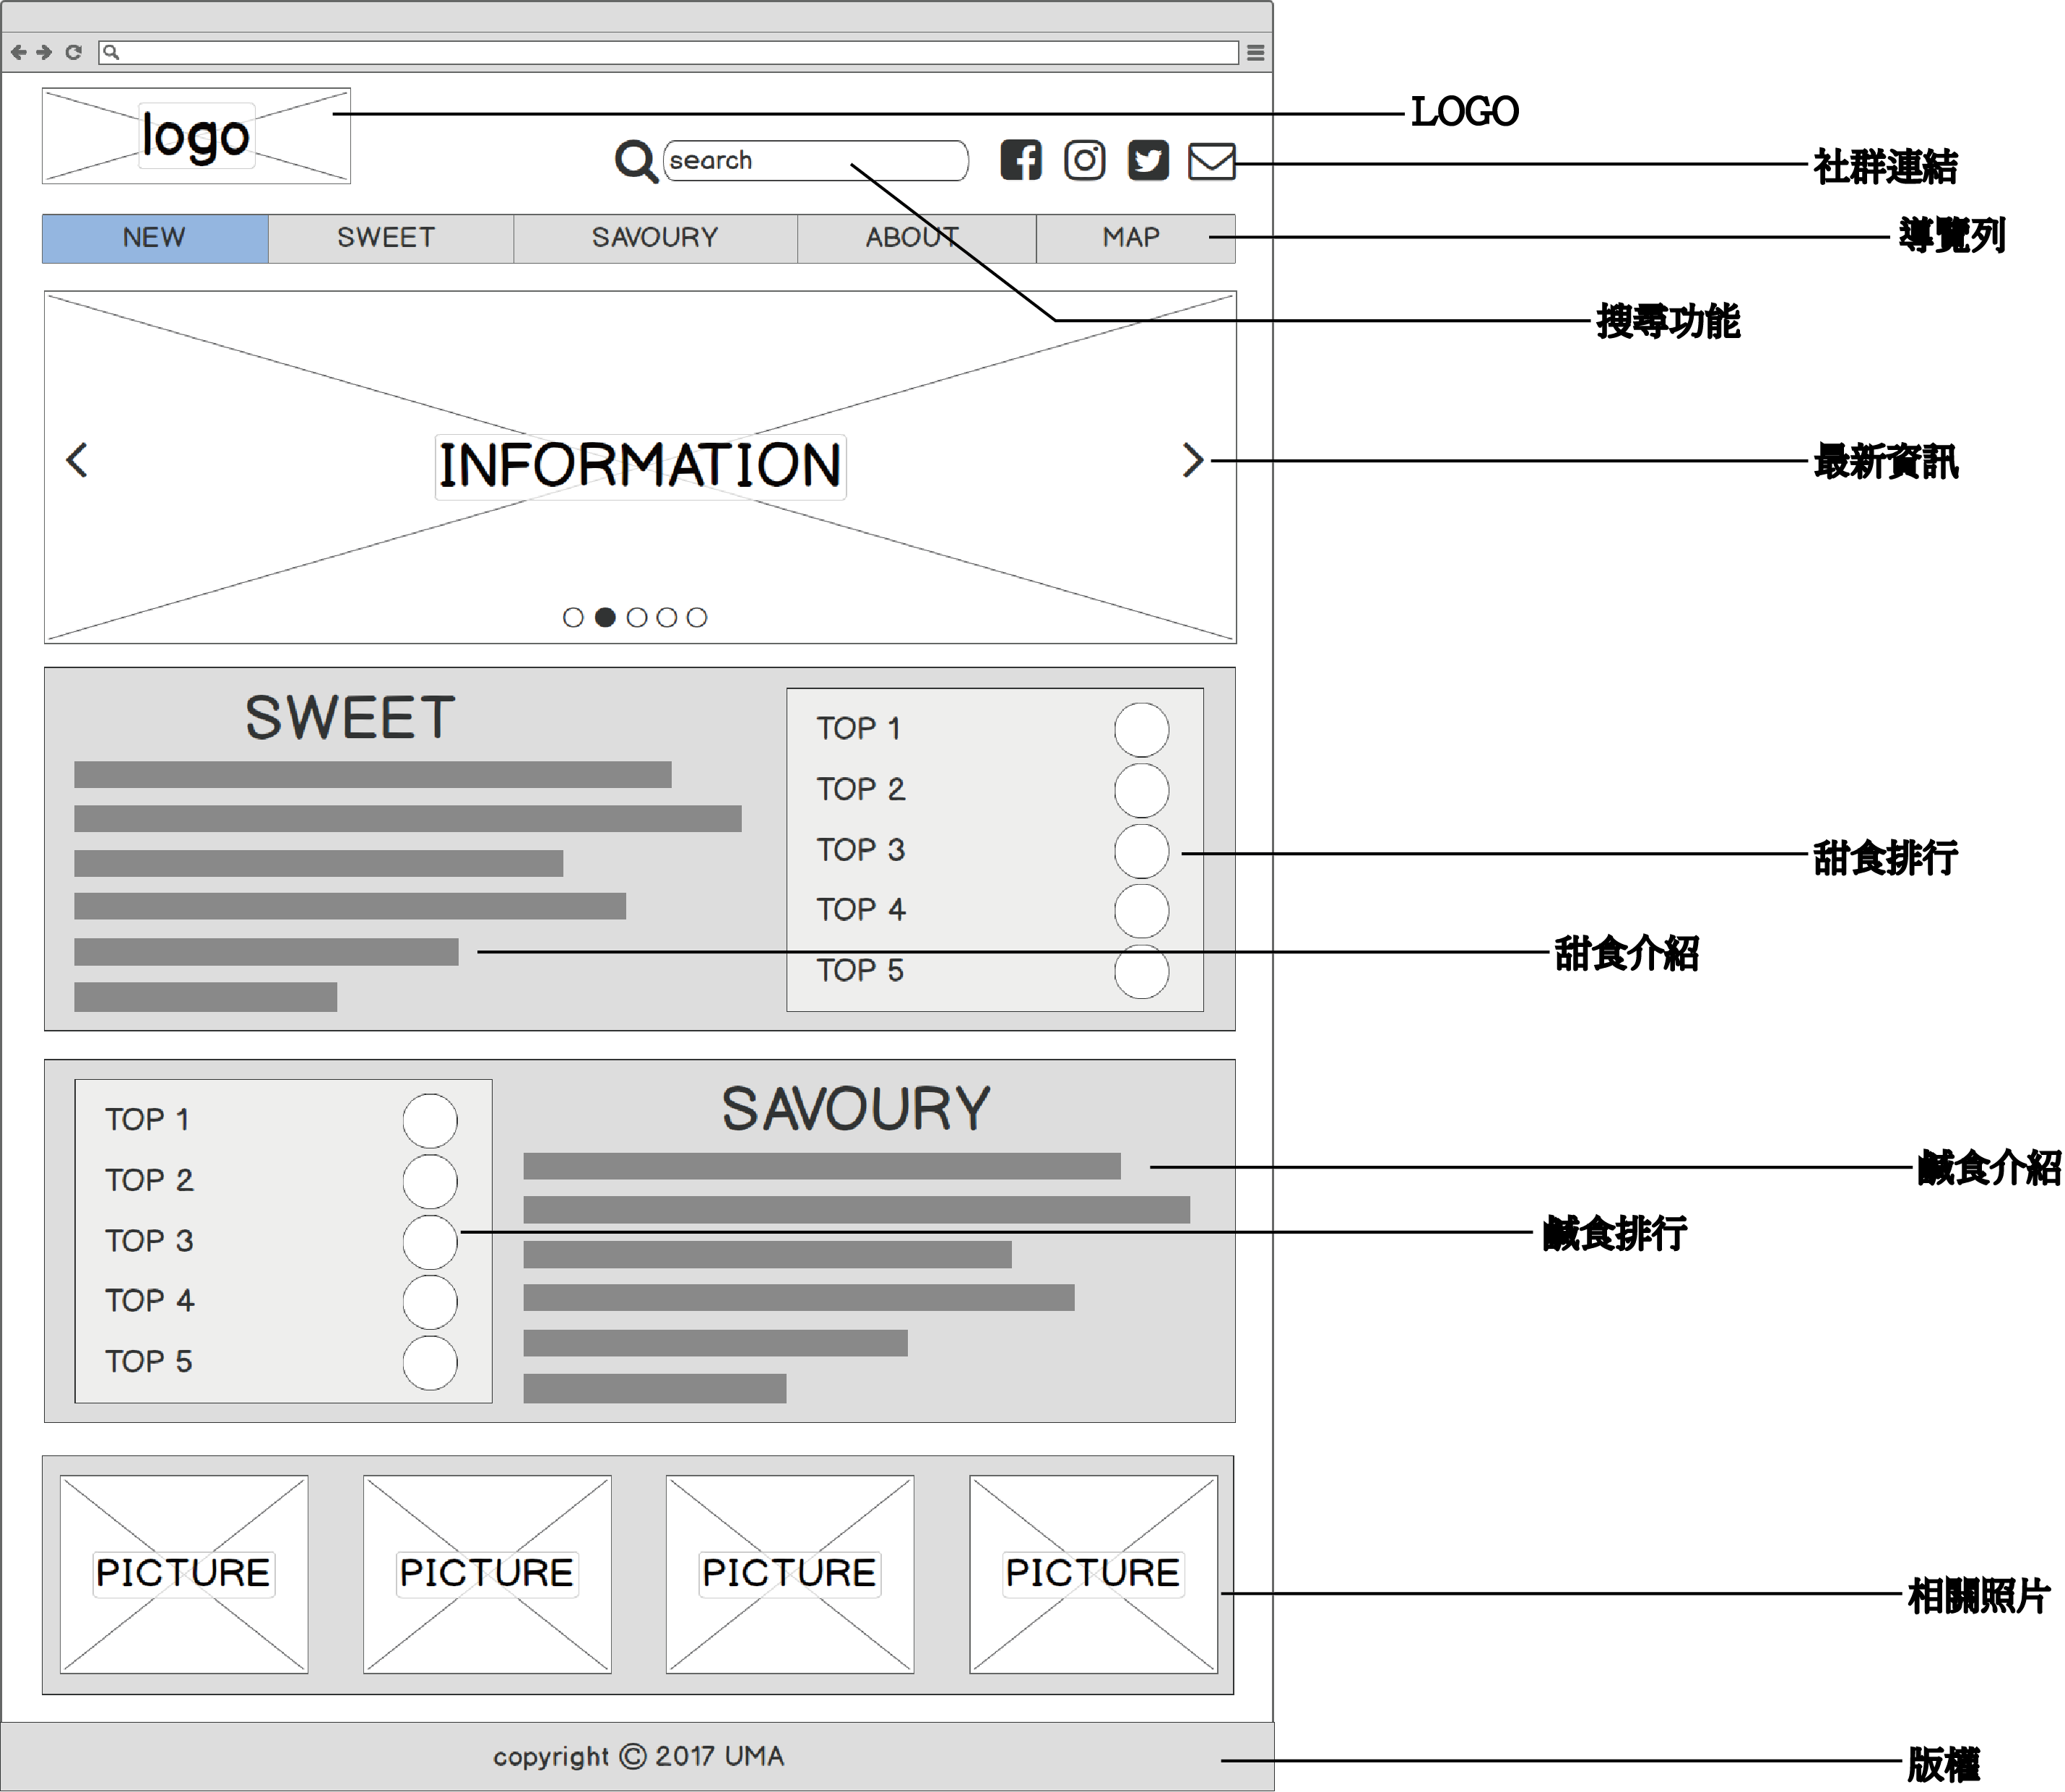 logo
LOGO
search
社群連結
NEW
SWEET
SAVOURY
ABOUT
MAP
導覽列
搜尋功能
INFORMATION
最新資訊
SWEET
TOP 1
TOP 2
TOP 3
TOP 4
TOP 5
甜食排行
甜食介紹
TOP 1
TOP 2
TOP 3
TOP 4
TOP 5
SAVOURY
鹹食介紹
鹹食排行
PICTURE
PICTURE
PICTURE
PICTURE
相關照片
copyright © 2017 UMA
版權